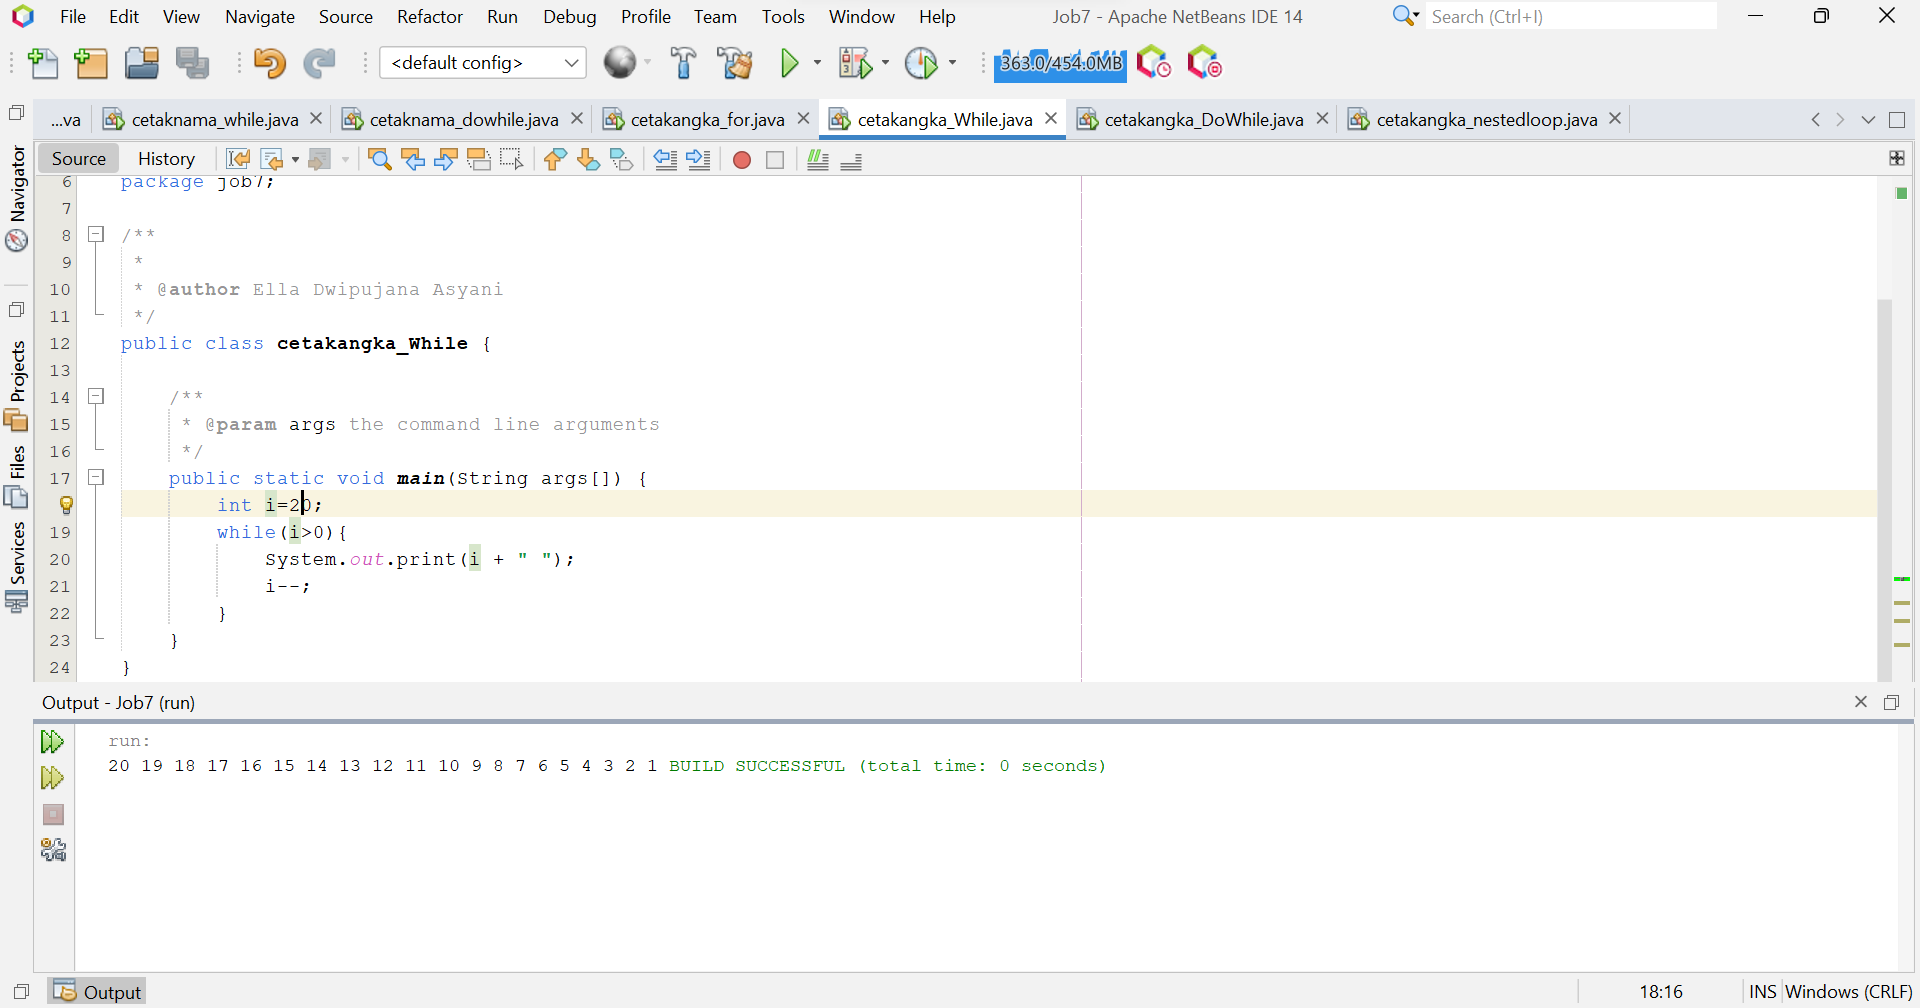 File Edit View Navigate Source Refactor Run Debug Profile Team Tools Window Help Job7 - Apache NetBeans IDE 14 Search (Ctrl+I)
<default config> 363.0/454.0MB
...va cetaknama_while.java cetaknama_dowhile.java cetakangka_for.java cetakangka_While.java cetakangka_DoWhile.java cetakangka_nestedloop.java
Source History
Navigator
Projects
Files
Services
6 package job7;
7
8 /**
9 *
10 * @author Ella Dwipujana Asyani
11 */
12 public class cetakangka_While {
13
14 /**
15 * @param args the command line arguments
16 */
17 public static void main(String args[]) {
int i=20;
19 while(i>0){
20 System.out.print(i + " ");
21 i--;
22 }
23 }
24 }
Output - Job7 (run)
run:
20 19 18 17 16 15 14 13 12 11 10 9 8 7 6 5 4 3 2 1 BUILD SUCCESSFUL (total time: 0 seconds)
Output 18:16 INS Windows (CRLF)